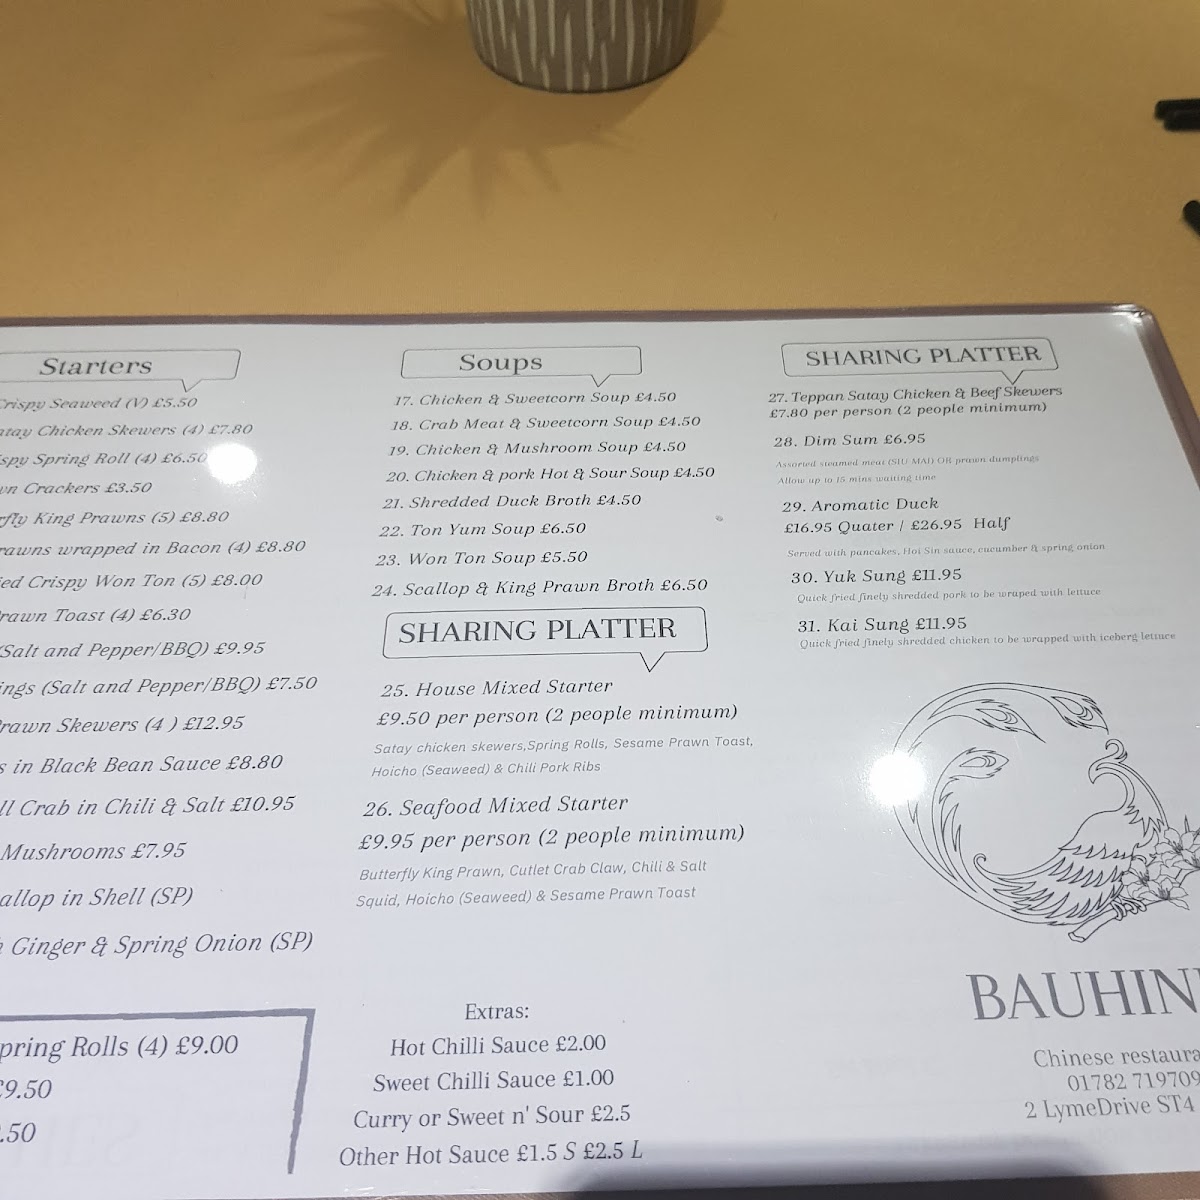 Starters
Crispy Seaweed (V) £5.50
Chicken Skewers (4) £7.80
Spring Roll (4) £6.50
Crackers £3.50
King Prawns (5) £8.80
wrapped in Bacon (4) £8.80
Crispy Won Ton (5) £8.00
Toast (4) £6.30
(Salt and Pepper/BBQ) £9.95
(Salt and Pepper/BBQ) £7.50
Skewers (4 ) £12.95
in Black Bean Sauce £8.80
Crab in Chili & Salt £10.95
Mushrooms £7.95
in Shell (SP)
Ginger & Spring Onion (SP)
Rolls (4) £9.00
£9.50
.50
Soups
17. Chicken & Sweetcorn Soup £4.50
18. Crab Meat & Sweetcorn Soup £4.50
19. Chicken & Mushroom Soup £4.50
20. Chicken & pork Hot & Sour Soup £4.50
21. Shredded Duck Broth £4.50
22. Ton Yum Soup £6.50
23. Won Ton Soup £5.50
24. Scallop & King Prawn Broth £6.50
SHARING PLATTER
25. House Mixed Starter
£9.50 per person (2 people minimum)
Satay chicken skewers,Spring Rolls, Sesame Prawn Toast,
Hoicho (Seaweed) & Chili Pork Ribs
26. Seafood Mixed Starter
£9.95 per person (2 people minimum)
Butterfly King Prawn, Cutlet Crab Claw, Chili & Salt
Squid, Hoicho (Seaweed) & Sesame Prawn Toast
Extras:
Hot Chilli Sauce £2.00
Sweet Chilli Sauce £1.00
Curry or Sweet n' Sour £2.5
Other Hot Sauce £1.5 S £2.5 L
SHARING PLATTER
27. Teppan Satay Chicken & Beef Skewers
£7.80 per person (2 people minimum)
28. Dim Sum £6.95
Assorted steamed meat (SIU MAI) OR prawn dumplings
Allow up to 15 mins waiting time
29. Aromatic Duck
£16.95 Quater / £26.95 Half
Served with pancakes, Hoi Sin sauce, cucumber & spring onion
30. Yuk Sung £11.95
Quick fried finely shredded pork to be wraped with lettuce
31. Kai Sung £11.95
Quick fried finely shredded chicken to be wrapped with iceberg lettuce
BAUHIN
Chinese restaura
01782 719709
2 LymeDrive ST4